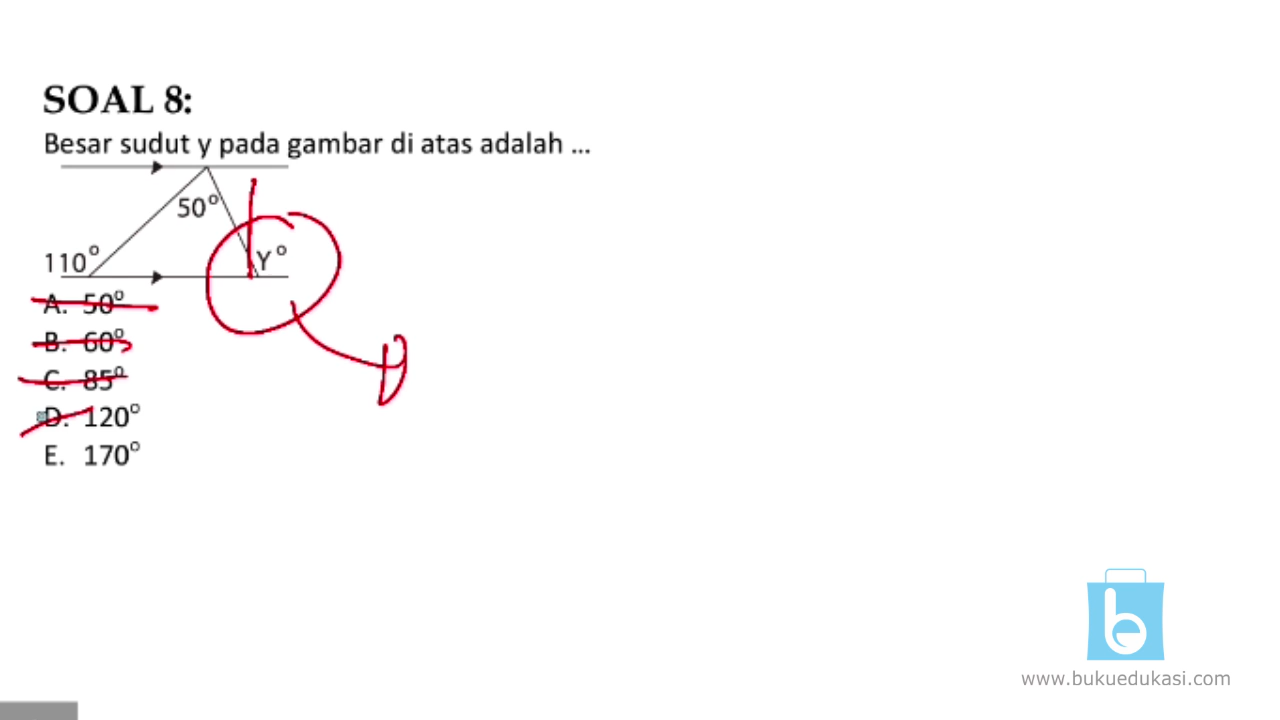 SOAL 8:
Besar sudut y pada gambar di atas adalah ...
50°
110°
Y°
A. 50°
B. 60°
C. 85°
D. 120°
E. 170°
b
www.bukuedukasi.com